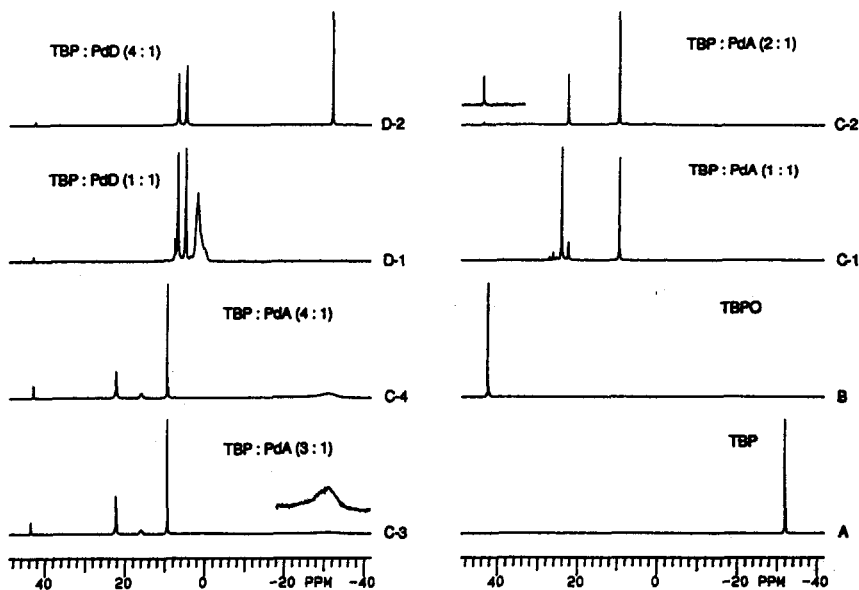 TBP : PdD (4 : 1)
D-2
TBP : PdD (1 : 1)
D-1
TBP : PdA (4 : 1)
C-4
TBP : PdA (3 : 1)
C-3
40 20 0 -20 PPM -40
TBP : PdA (2 : 1)
C-2
TBP : PdA (1 : 1)
C-1
TBPO
B
TBP
A
40 20 0 -20 PPM -40